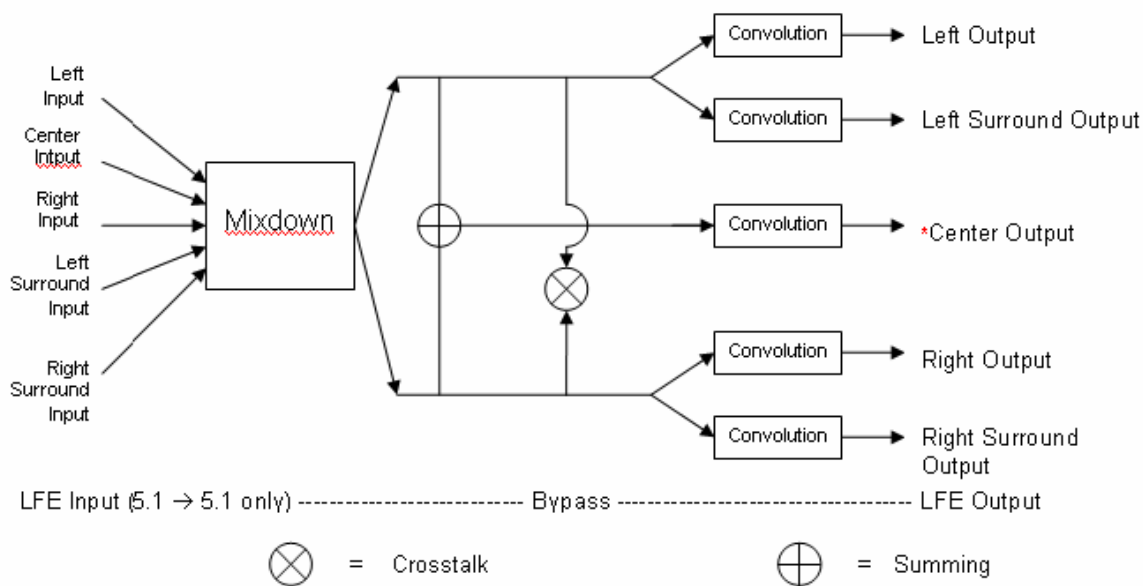 Left
Input
Center
Intput
Right
Input
Left
Surround
Input
Right
Surround
Input
Mixdown
Convolution
Left Output
Convolution
Left Surround Output
Convolution
*Center Output
Convolution
Right Output
Convolution
Right Surround
Output
LFE Input (5.1 → 5.1 only) ---------------------- Bypass ---------------------------- LFE Output
= Crosstalk
= Summing